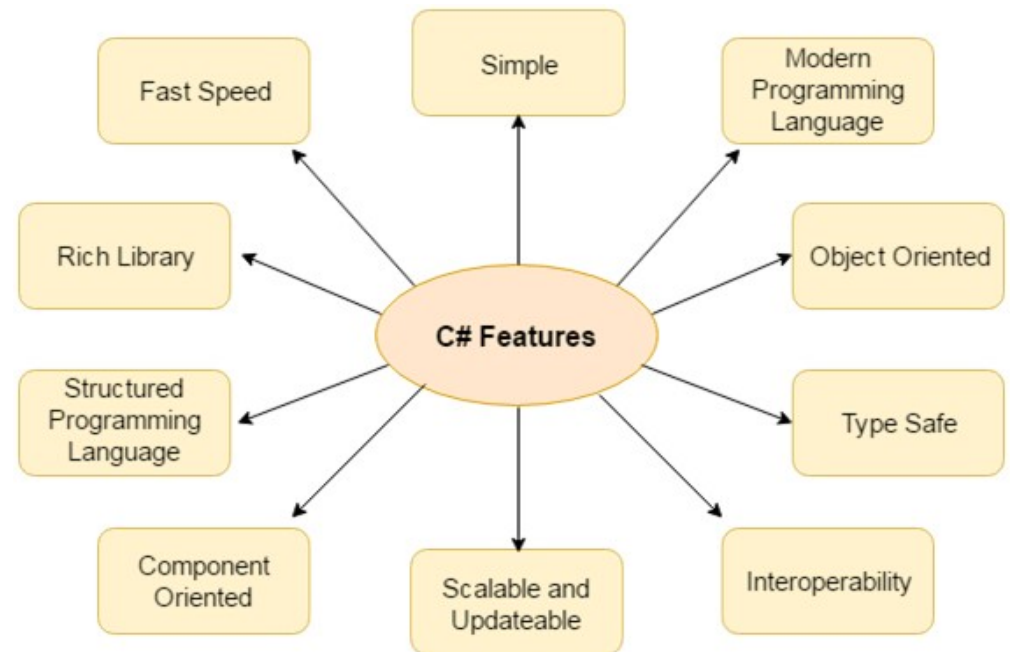 Simple
Modern
Programming
Language
Fast Speed
Rich Library
Object Oriented
C# Features
Structured
Programming
Language
Type Safe
Component
Oriented
Scalable and
Updateable
Interoperability